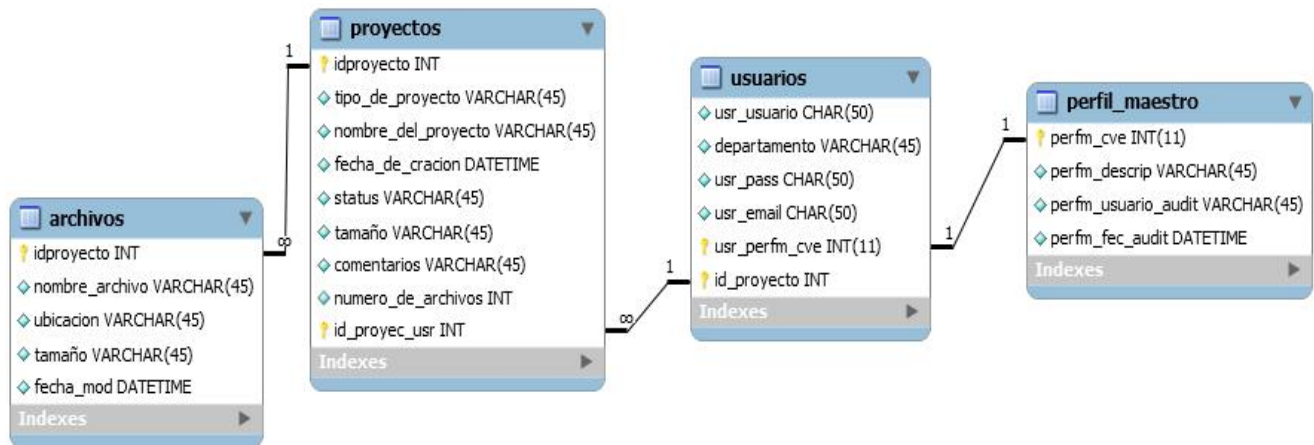 archivos
idproyecto INT
nombre_archivo VARCHAR(45)
ubicacion VARCHAR(45)
tamaño VARCHAR(45)
fecha_mod DATETIME
Indexes
∞
1
proyectos
idproyecto INT
tipo_de_proyecto VARCHAR(45)
nombre_del_proyecto VARCHAR(45)
fecha_de_cracion DATETIME
status VARCHAR(45)
tamaño VARCHAR(45)
comentarios VARCHAR(45)
numero_de_archivos INT
id_proyec_usr INT
Indexes
∞
1
usuarios
usr_usuario CHAR(50)
departamento VARCHAR(45)
usr_pass CHAR(50)
usr_email CHAR(50)
usr_perfm_cve INT(11)
id_proyecto INT
Indexes
1
1
perfil_maestro
perfm_cve INT(11)
perfm_descrip VARCHAR(45)
perfm_usuario_audit VARCHAR(45)
perfm_fec_audit DATETIME
Indexes